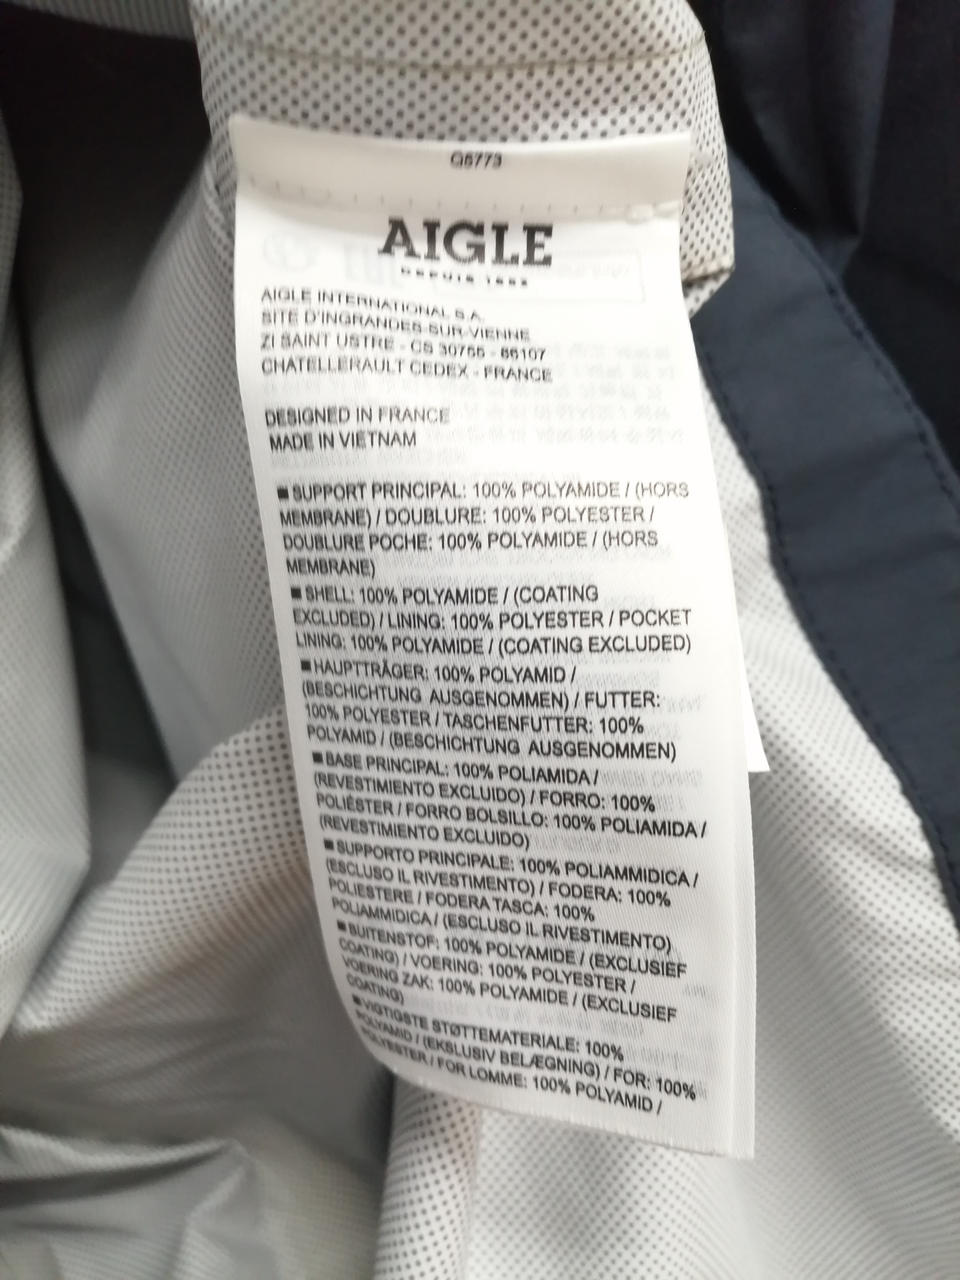 G5773
AIGLE
DEPUIS 1853
AIGLE INTERNATIONAL S.A.
SITE D'INGRANDES-SUR-VIENNE
ZI SAINT USTRE - CS 30755 - 86107
CHATELLERAULT CEDEX - FRANCE
DESIGNED IN FRANCE
MADE IN VIETNAM
■ SUPPORT PRINCIPAL: 100% POLYAMIDE / (HORS
MEMBRANE) / DOUBLURE: 100% POLYESTER /
DOUBLURE POCHE: 100% POLYAMIDE / (HORS
MEMBRANE)
■ SHELL: 100% POLYAMIDE / (COATING
EXCLUDED) / LINING: 100% POLYESTER / POCKET
LINING: 100% POLYAMIDE / (COATING EXCLUDED)
■ HAUPTTRÄGER: 100% POLYAMID /
(BESCHICHTUNG AUSGENOMMEN) / FUTTER:
100% POLYESTER / TASCHENFUTTER: 100%
POLYAMID / (BESCHICHTUNG AUSGENOMMEN)
■ BASE PRINCIPAL: 100% POLIAMIDA /
(REVESTIMIENTO EXCLUIDO) / FORRO: 100%
POLIÉSTER / FORRO BOLSILLO: 100% POLIAMIDA /
(REVESTIMIENTO EXCLUIDO)
■ SUPPORTO PRINCIPALE: 100% POLIAMMIDICA /
(ESCLUSO IL RIVESTIMENTO) / FODERA: 100%
POLIESTERE / FODERA TASCA: 100%
POLIAMMIDICA / (ESCLUSO IL RIVESTIMENTO)
■ BUITENSTOF: 100% POLYAMIDE / (EXCLUSIEF
COATING) / VOERING: 100% POLYESTER /
VOERING ZAK: 100% POLYAMIDE / (EXCLUSIEF
COATING)
■ VIGTIGSTE STØTTEMATERIALE: 100%
POLYAMID / (EKSLUSIV BELÆGNING) / FOR: 100%
POLYESTER / FOR LOMME: 100% POLYAMID /